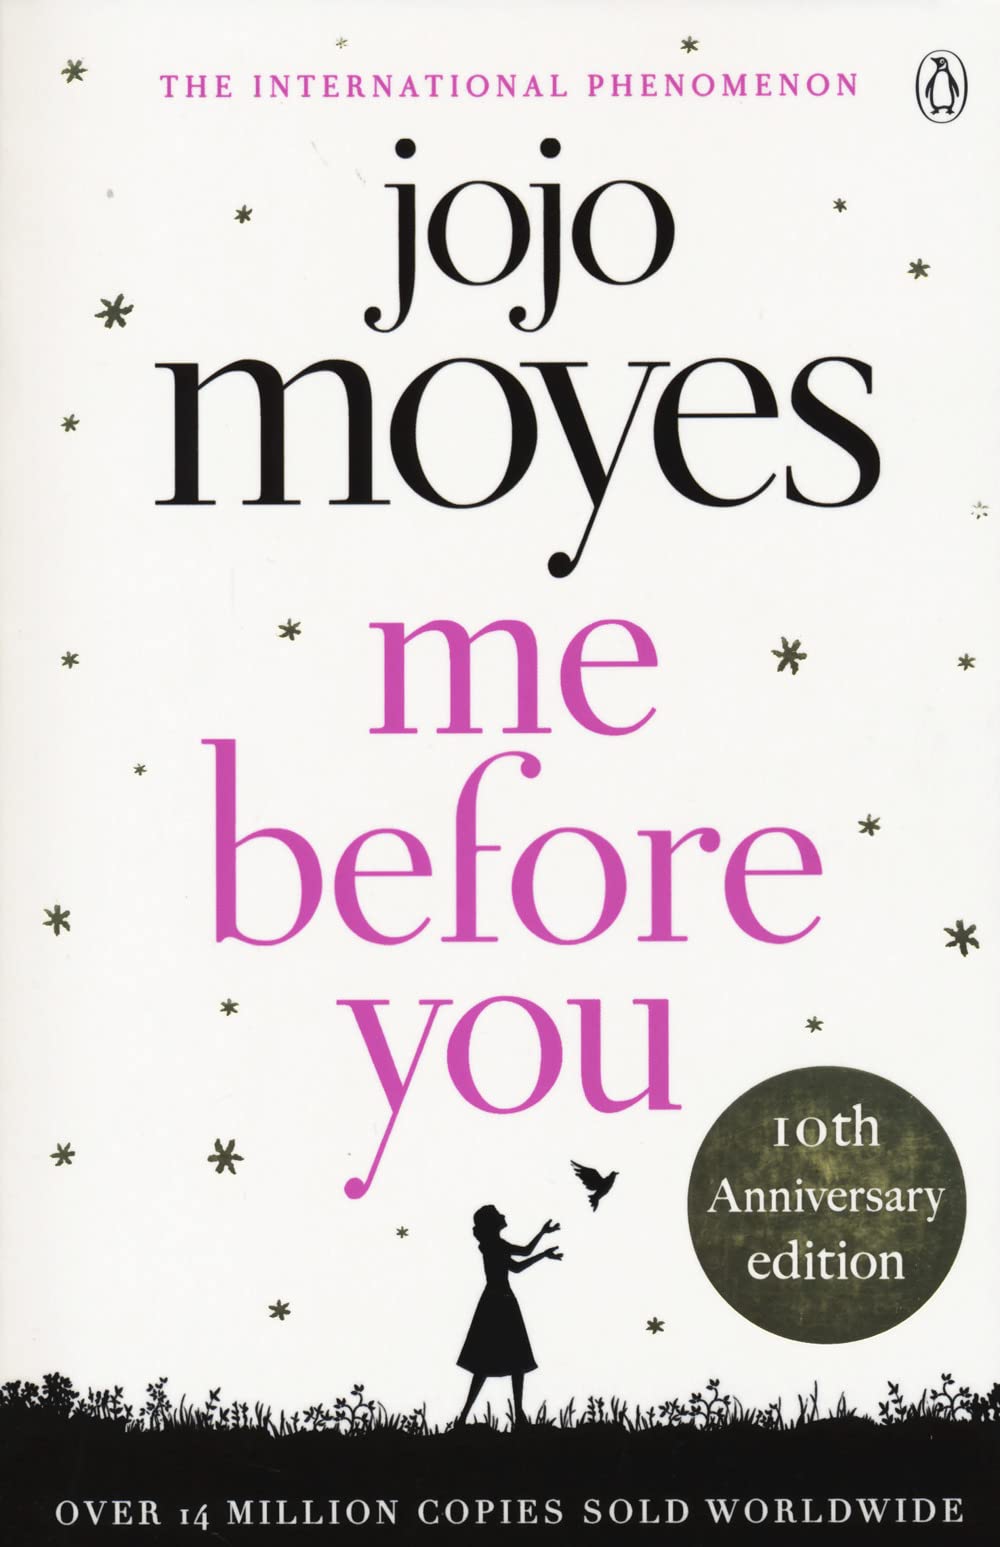 THE INTERNATIONAL PHENOMENON
jojo
moyes
me
before
you
10th
Anniversary
edition
OVER 14 MILLION COPIES SOLD WORLDWIDE